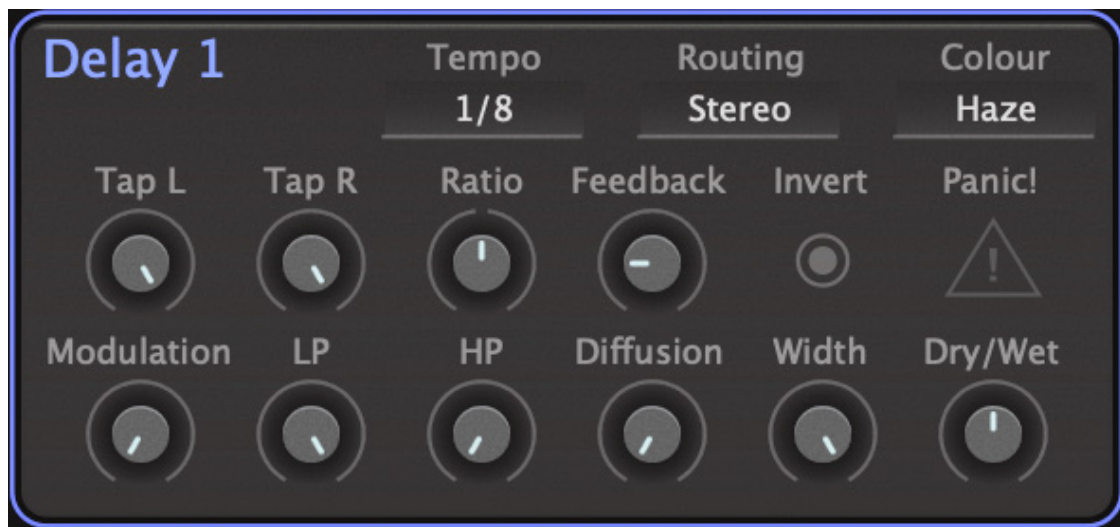 Delay 1
Tempo Routing Colour
1/8 Stereo Haze
Tap L Tap R Ratio Feedback Invert Panic!
!
Modulation LP HP Diffusion Width Dry/Wet